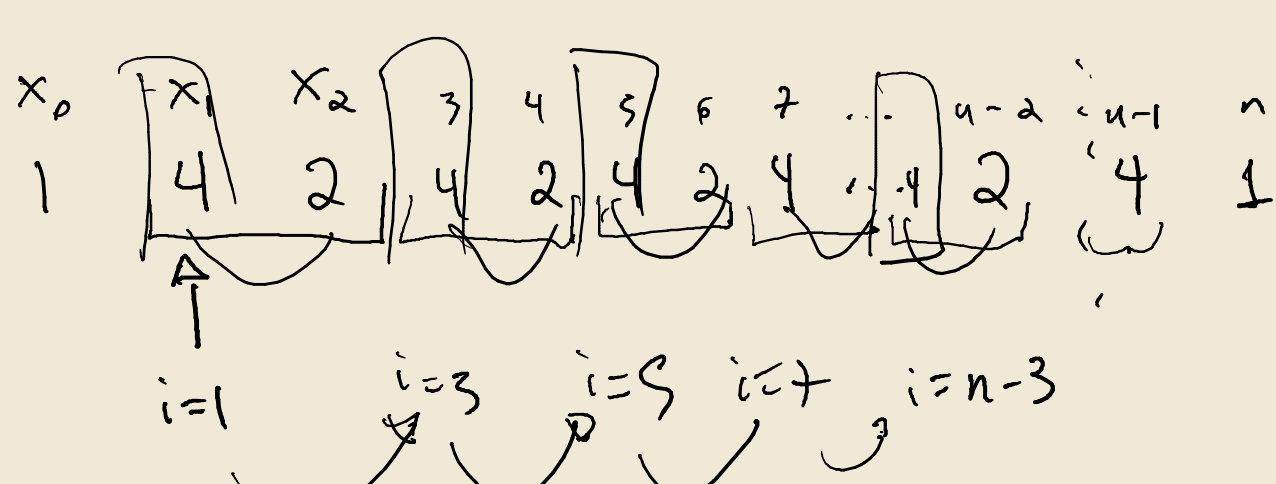 x₀ x₁ x₂ 3 4 5 6 7 ... n-2 n-1 n
1 4 2 4 2 4 2 4 ... 4 2 4 1
i=1 i=3 i=5 i=7 i=n-3